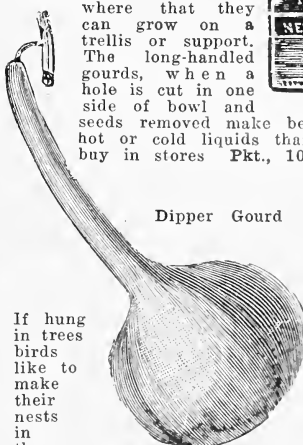 where that they
can grow on a
trellis or support.
The long-handled
gourds, when a
hole is cut in one
side of bowl and
seeds removed make be
hot or cold liquids tha
buy in stores Pkt., 10
Dipper Gourd
If hung
in trees
birds
like to
make
their
nests
in